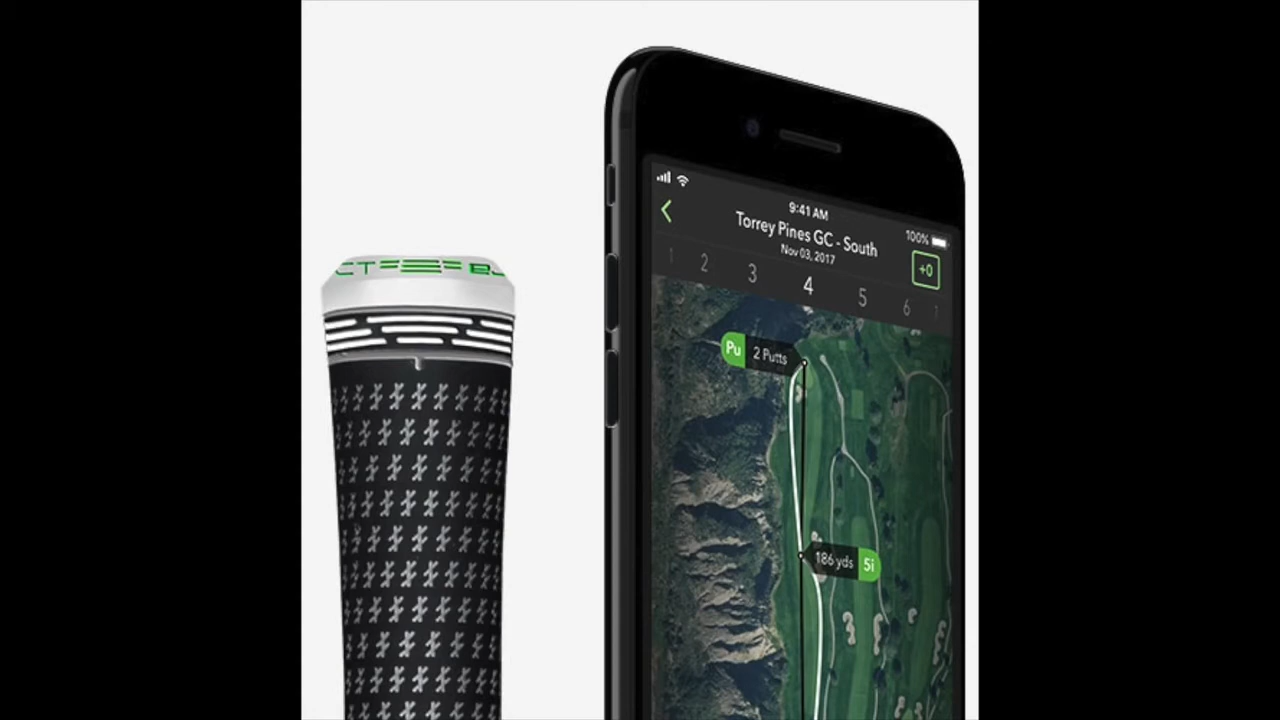 9:41 AM
100%
Torrey Pines GC - South
Nov 03, 2017
+0
1 2 3 4 5 6
Pu 2 Putts
186 yds 5i